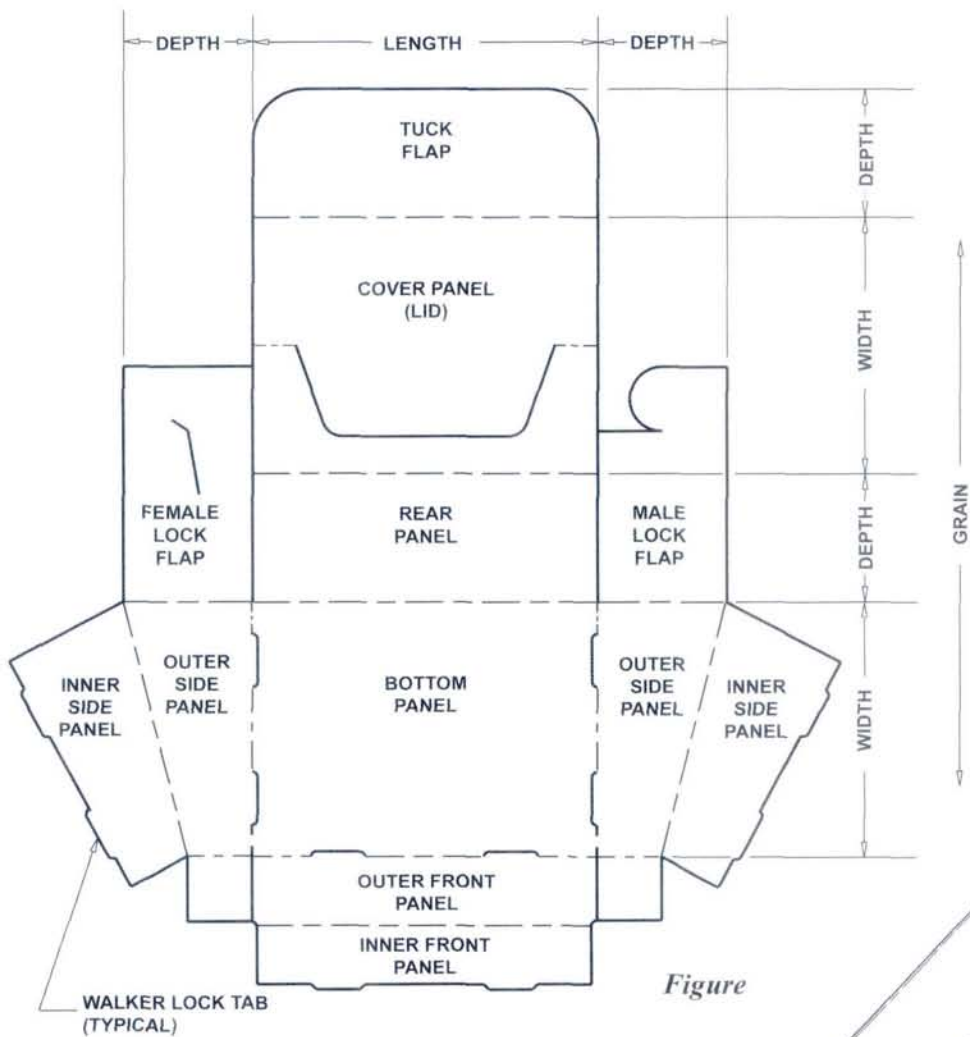 DEPTH
LENGTH
DEPTH
TUCK
FLAP
DEPTH
COVER PANEL
(LID)
WIDTH
GRAIN
FEMALE
LOCK
FLAP
REAR
PANEL
MALE
LOCK
FLAP
DEPTH
INNER
SIDE
PANEL
OUTER
SIDE
PANEL
BOTTOM
PANEL
OUTER
SIDE
PANEL
INNER
SIDE
PANEL
WIDTH
OUTER FRONT
PANEL
INNER FRONT
PANEL
WALKER LOCK TAB
(TYPICAL)
Figure